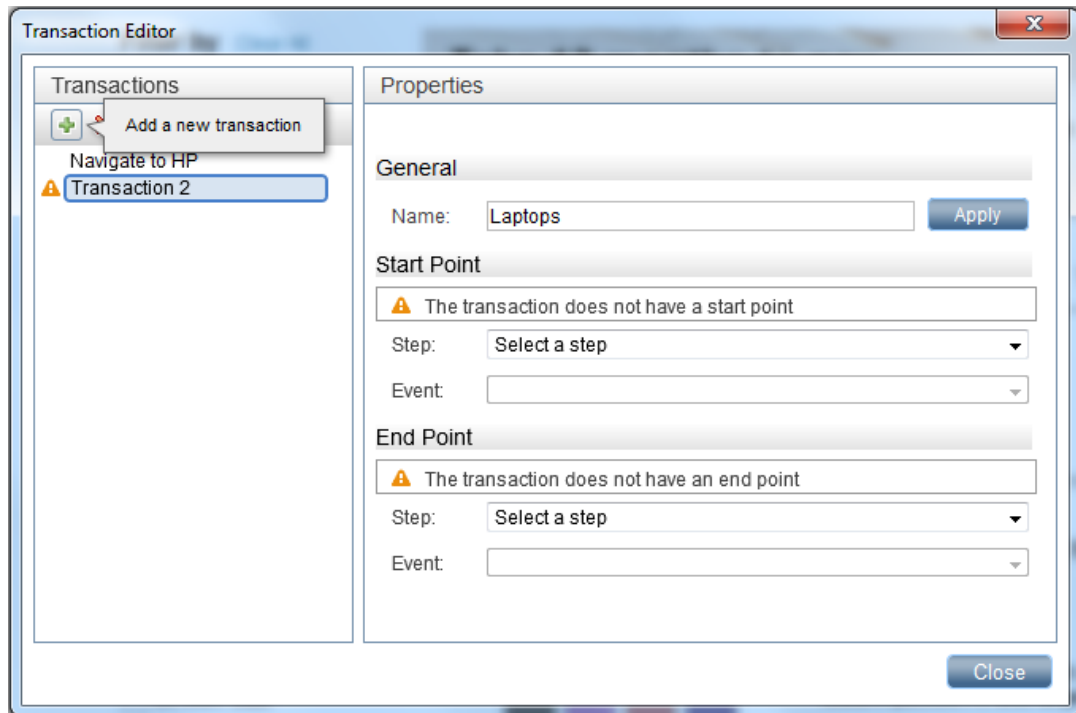 Transaction Editor
Transactions
Add a new transaction
Navigate to HP
Transaction 2
Properties
General
Name: Laptops Apply
Start Point
The transaction does not have a start point
Step: Select a step
Event:
End Point
The transaction does not have an end point
Step: Select a step
Event:
Close